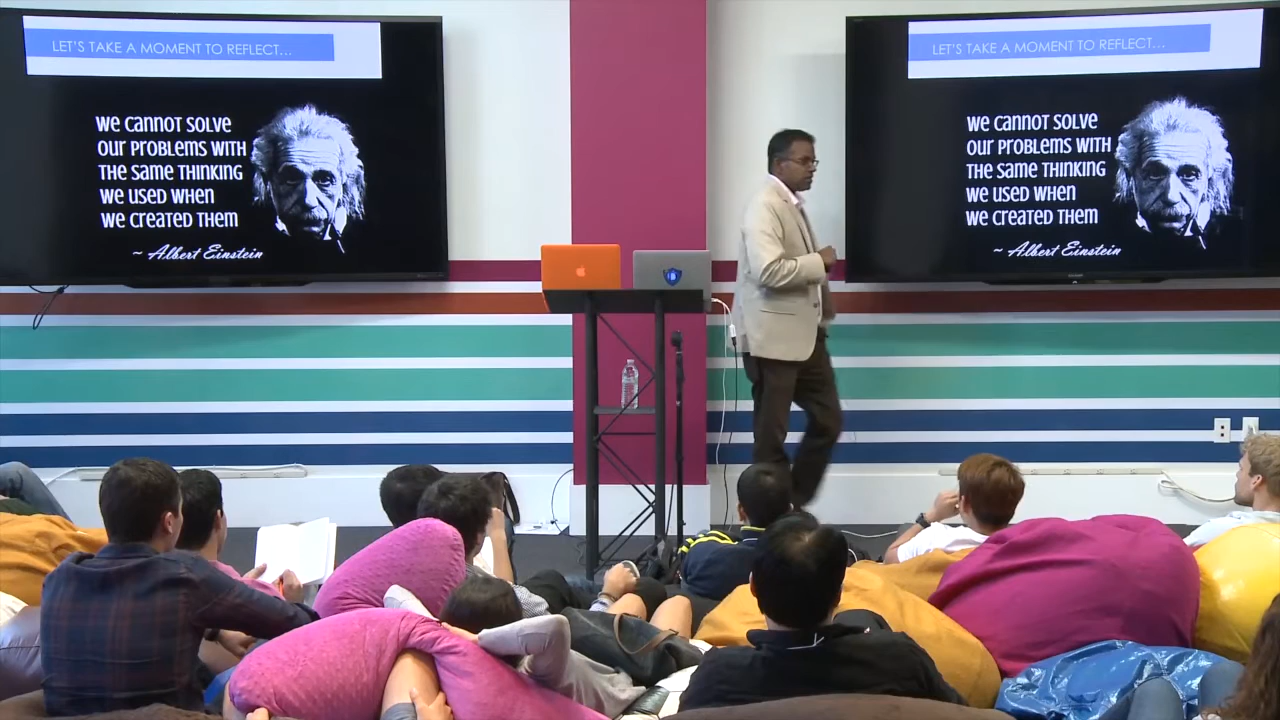 LET'S TAKE A MOMENT TO REFLECT...
We CANNOT SOLVE
OUR PROBLEMS WITH
THE SAME THINKING
We USED WHEN
We CREATED THEM
~ Albert Einstein
LET'S TAKE A MOMENT TO REFLECT...
We CANNOT SOLVE
OUR PROBLEMS WITH
THE SAME THINKING
We USED WHEN
We CREATED THEM
~ Albert Einstein